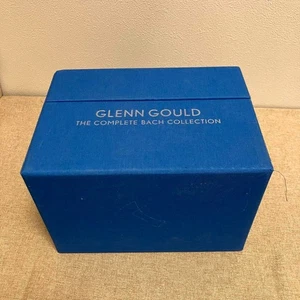 GLENN GOULD
THE COMPLETE BACH COLLECTION